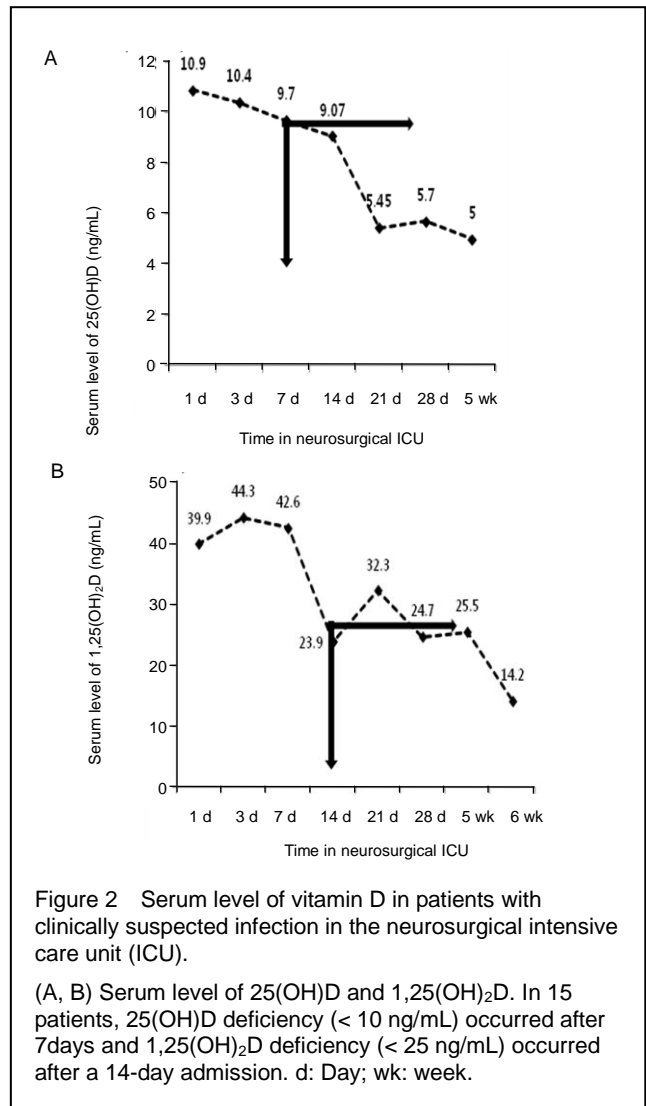 A
Serum level of 25(OH)D (ng/mL)
12
10
8
6
4
2
0
10.9
10.4
9.7
9.07
5.45
5.7
5
1 d 3 d 7 d 14 d 21 d 28 d 5 wk
Time in neurosurgical ICU
B
Serum level of 1,25(OH)₂D (ng/mL)
50
40
30
20
10
0
39.9
44.3
42.6
23.9
32.3
24.7
25.5
14.2
1 d 3 d 7 d 14 d 21 d 28 d 5 wk 6 wk
Time in neurosurgical ICU
Figure 2 Serum level of vitamin D in patients with
clinically suspected infection in the neurosurgical intensive
care unit (ICU).
(A, B) Serum level of 25(OH)D and 1,25(OH)₂D. In 15
patients, 25(OH)D deficiency (< 10 ng/mL) occurred after
7days and 1,25(OH)₂D deficiency (< 25 ng/mL) occurred
after a 14-day admission. d: Day; wk: week.